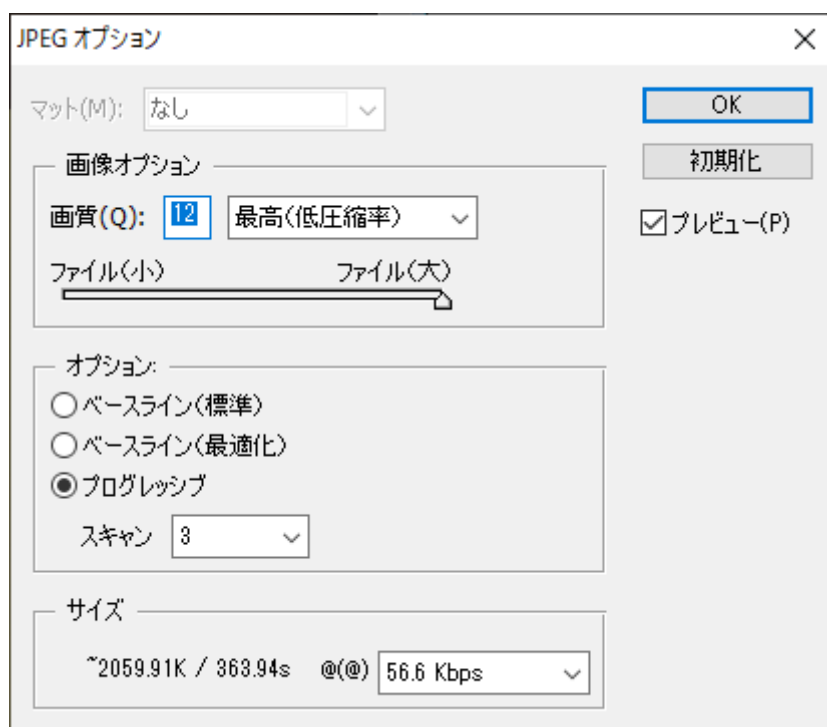 JPEG オプション
マット(M): なし
OK
画像オプション
初期化
画質(Q): 12 最高(低圧縮率)
プレビュー(P)
ファイル(小) ファイル(大)
オプション:
ベースライン(標準)
ベースライン(最適化)
プログレッシブ
スキャン 3
サイズ
~2059.91K / 363.94s @(@) 56.6 Kbps